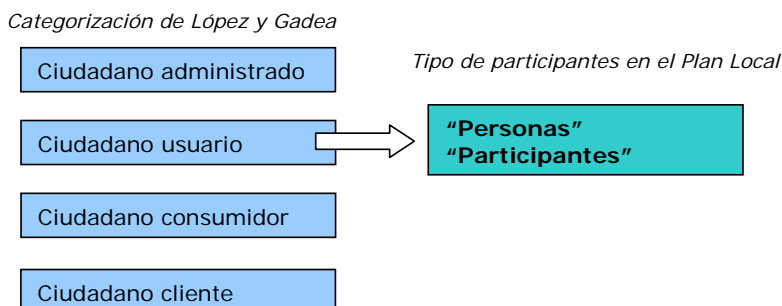 Categorización de López y Gadea
Ciudadano administrado
Tipo de participantes en el Plan Local
Ciudadano usuario
“Personas”
“Participantes”
Ciudadano consumidor
Ciudadano cliente